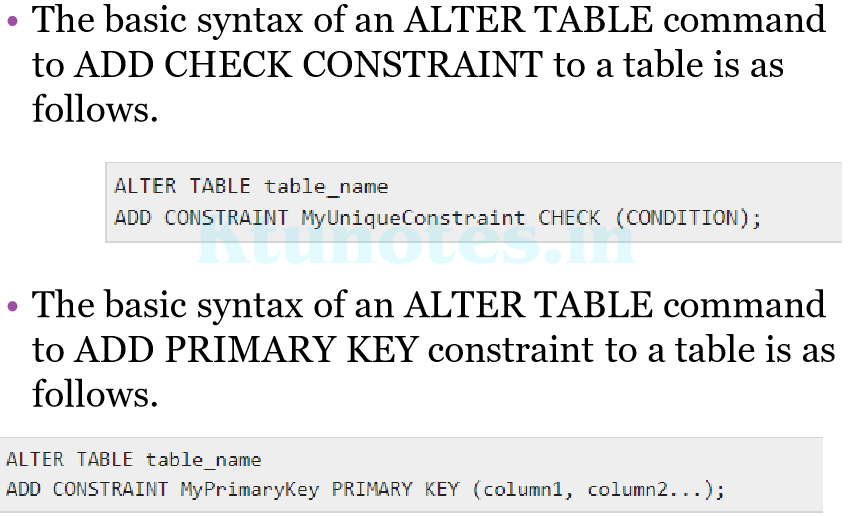 • The basic syntax of an ALTER TABLE command
to ADD CHECK CONSTRAINT to a table is as
follows.
ALTER TABLE table_name
ADD CONSTRAINT MyUniqueConstraint CHECK (CONDITION);
Ktunotes.in
• The basic syntax of an ALTER TABLE command
to ADD PRIMARY KEY constraint to a table is as
follows.
ALTER TABLE table_name
ADD CONSTRAINT MyPrimaryKey PRIMARY KEY (column1, column2...);